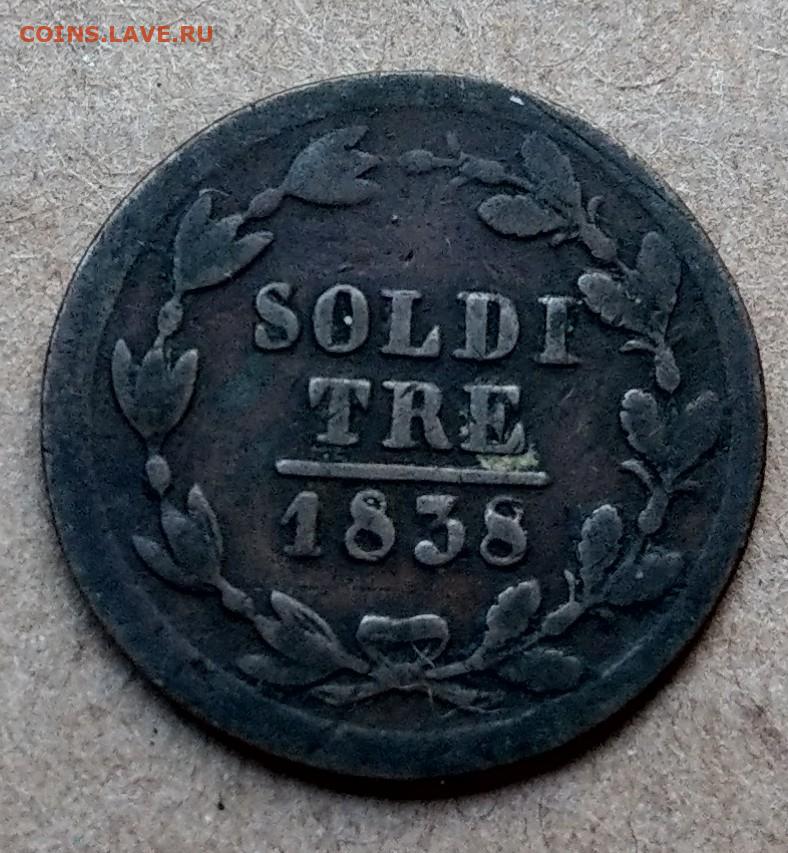 COINS.LAVE.RU
SOLDI
TRE
1838